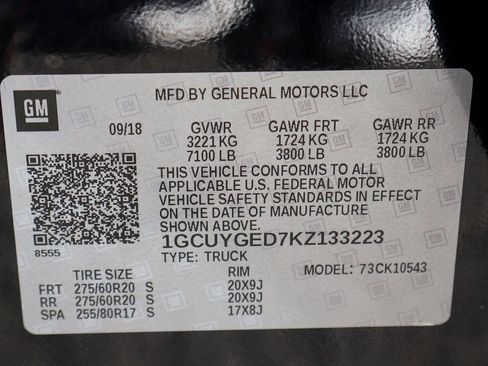 GM
MFD BY GENERAL MOTORS LLC
09/18 GVWR GAWR FRT GAWR RR
3221 KG 1724 KG 1724 KG
7100 LB 3800 LB 3800 LB
THIS VEHICLE CONFORMS TO ALL
APPLICABLE U.S. FEDERAL MOTOR
VEHICLE SAFETY STANDARDS IN EFFECT
ON THE DATE OF MANUFACTURE
SHOWN ABOVE.
8555
1GCUYGED7KZ133223
TYPE: TRUCK MODEL: 73CK10543
TIRE SIZE RIM
FRT 275/60R20 S 20X9J
RR 275/60R20 S 20X9J
SPA 255/80R17 S 17X8J